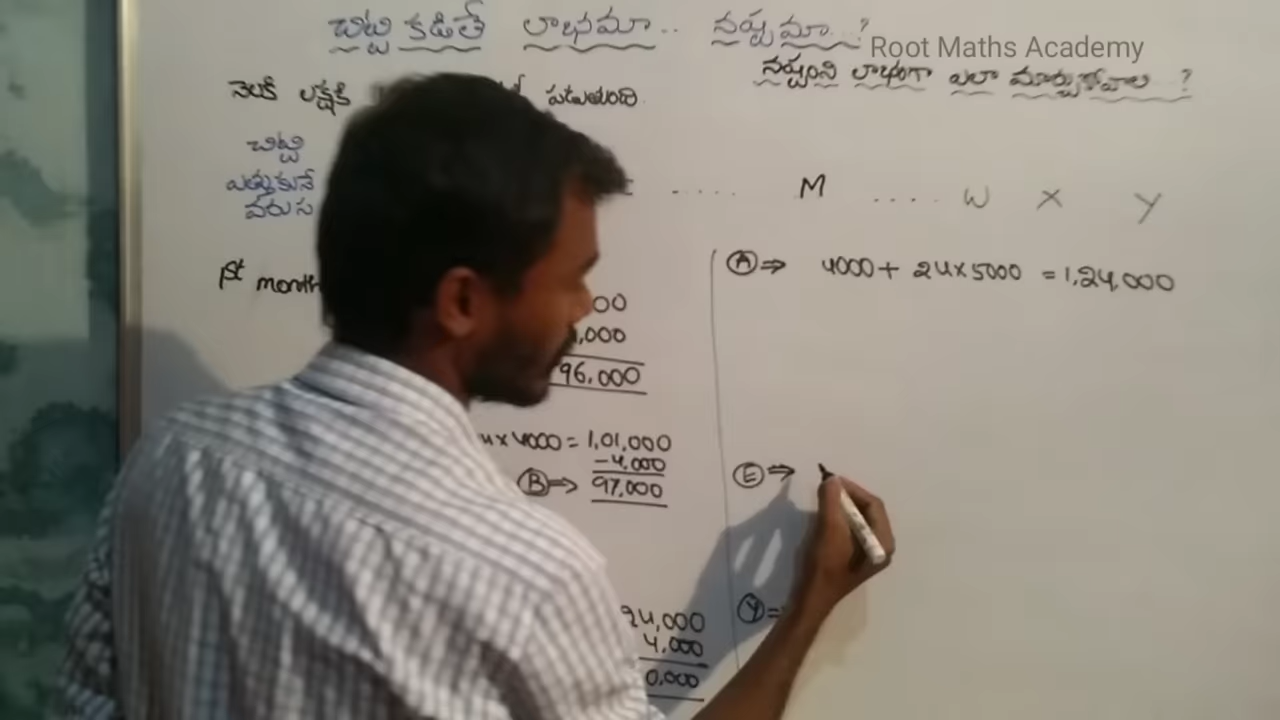 చిట్టి కడితే లాభమా.. నష్టమా..?
Root Maths Academy
నష్టంని లాభంగా ఎలా మార్చుకోవాల ?
నెలకి లక్షకి పడుతుంది.
చిట్టి
ఎత్తుకునే
వరుస
..... M .... W X Y
1st month
A ⇒ 4000 + 24 x 5000 = 1,24,000
00
,000
96,000
4 x 4000 = 1,01,000
- 4,000
B ⇒ 97,000
E ⇒
24,000
4,000
0,000
Y =